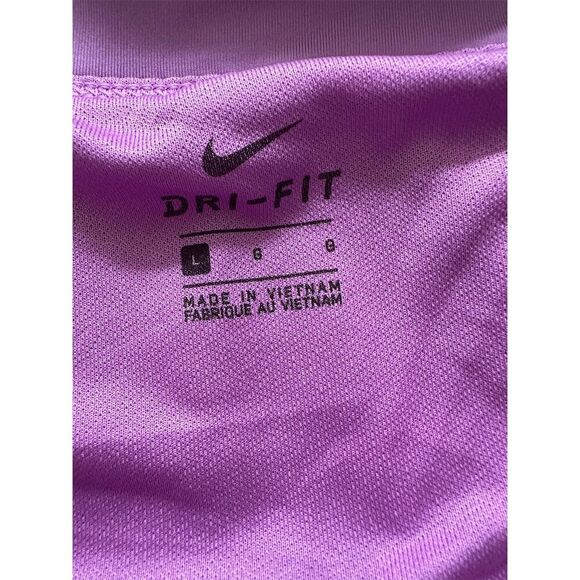 DRI-FIT
L G G
MADE IN VIETNAM
FABRIQUE AU VIETNAM